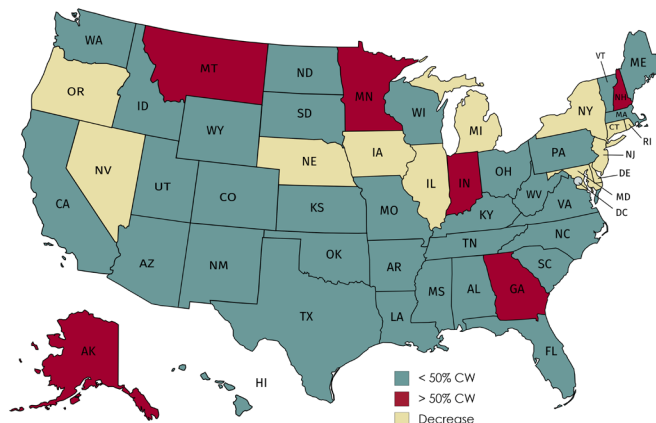 WA
MT
ND
MN
VT
ME
OR
ID
SD
WI
MI
NY
NH
MA
CT
RI
WY
NE
IA
PA
NJ
NV
UT
CO
IL
IN
OH
DE
MD
DC
CA
KS
MO
WV
VA
KY
NC
AZ
NM
OK
TN
AR
SC
TX
LA
MS
AL
GA
FL
AK
HI
< 50% CW
> 50% CW
Decrease